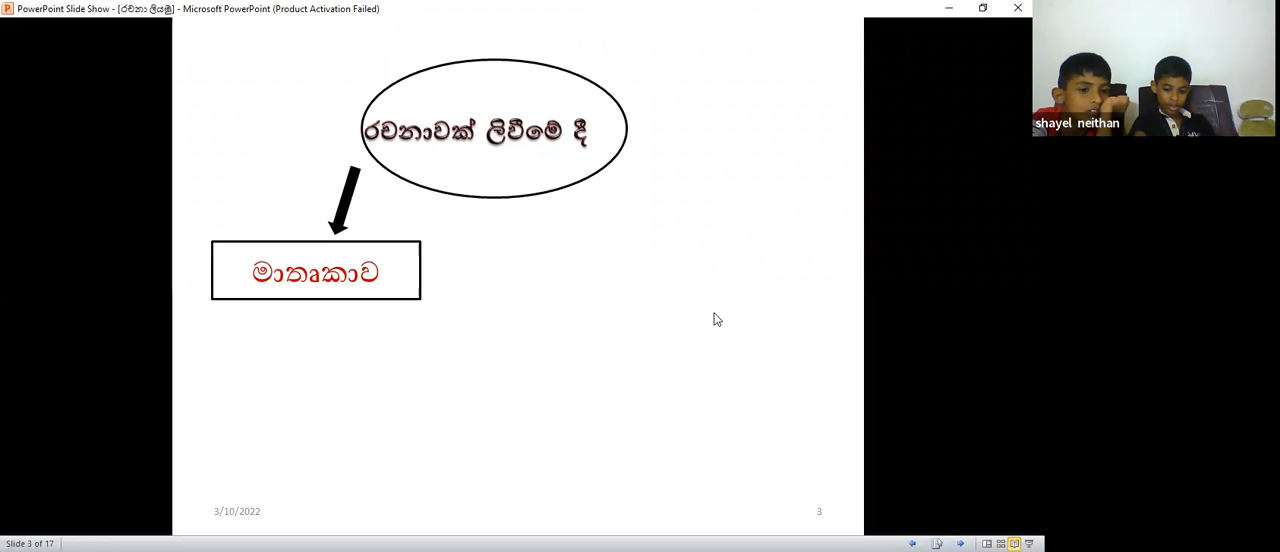 PowerPoint Slide Show - [රචනා ලියමු] - Microsoft PowerPoint (Product Activation Failed)
shayel neithan
රචනාවක් ලිවීමේ දී
මාතෘකාව
3/10/2022
3
Slide 3 of 17